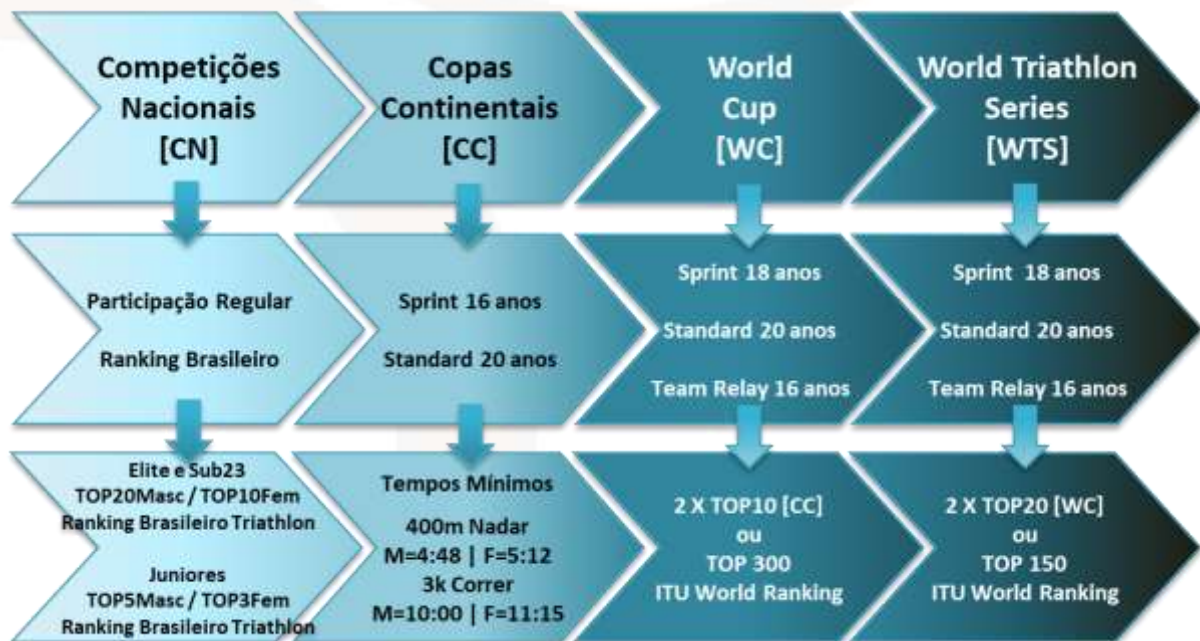 Competições
Nacionais
[CN]
Copas
Continentais
[CC]
World
Cup
[WC]
World Triathlon
Series
[WTS]
Participação Regular
Ranking Brasileiro
Sprint 16 anos
Standard 20 anos
Sprint 18 anos
Standard 20 anos
Team Relay 16 anos
Sprint 18 anos
Standard 20 anos
Team Relay 16 anos
Elite e Sub23
TOP20Masc / TOP10Fem
Ranking Brasileiro Triathlon
Juniores
TOP5Masc / TOP3Fem
Ranking Brasileiro Triathlon
Tempos Mínimos
400m Nadar
M=4:48 | F=5:12
3k Correr
M=10:00 | F=11:15
2 X TOP10 [CC]
ou
TOP 300
ITU World Ranking
2 X TOP20 [WC]
ou
TOP 150
ITU World Ranking